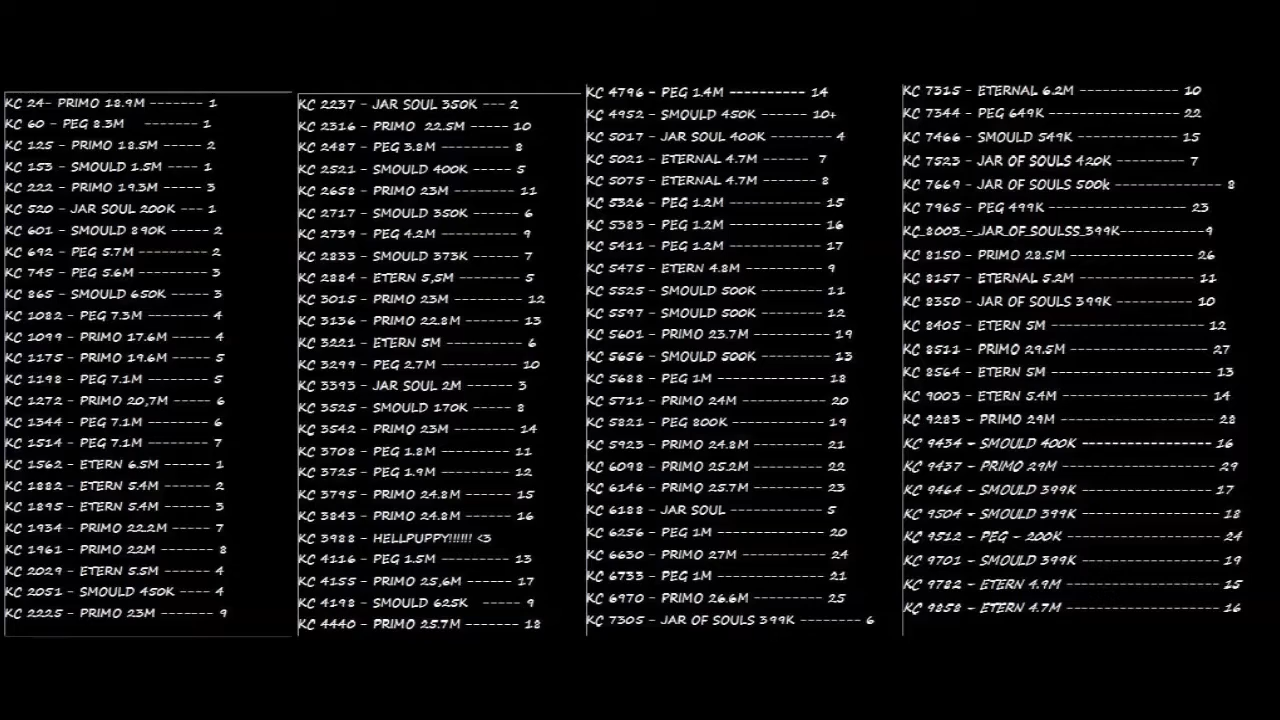 KC 24- PRIMO 18.9M ------- 1
KC 60 - PEG 8.3M ------- 1
KC 125 - PRIMO 18.5M ----- 2
KC 153 - SMOULD 1.5M ---- 1
KC 222 - PRIMO 19.3M ----- 3
KC 520 - JAR SOUL 200K --- 1
KC 601 - SMOULD 890K ----- 2
KC 692 - PEG 5.7M --------- 2
KC 745 - PEG 5.6M --------- 3
KC 865 - SMOULD 650K ----- 3
KC 1082 - PEG 7.3M ------- 4
KC 1099 - PRIMO 17.6M ---- 4
KC 1175 - PRIMO 19.6M ---- 5
KC 1198 - PEG 7.1M ------- 5
KC 1272 - PRIMO 20,7M ---- 6
KC 1344 - PEG 7.1M ------- 6
KC 1514 - PEG 7.1M ------- 7
KC 1562 - ETERN 6.5M ------ 1
KC 1882 - ETERN 5.4M ------ 2
KC 1895 - ETERN 5.4M ------ 3
KC 1934 - PRIMO 22.2M ----- 7
KC 1961 - PRIMO 22M ------- 8
KC 2029 - ETERN 5.5M ------ 4
KC 2051 - SMOULD 450K ---- 4
KC 2225 - PRIMO 23M ------- 9
KC 2237 - JAR SOUL 350K --- 2
KC 2316 - PRIMO 22.5M ----- 10
KC 2487 - PEG 3.8M -------- 8
KC 2521 - SMOULD 400K ----- 5
KC 2658 - PRIMO 23M ------- 11
KC 2717 - SMOULD 350K ------ 6
KC 2739 - PEG 4.2M --------- 9
KC 2833 - SMOULD 373K ------ 7
KC 2884 - ETERN 5,5M ------- 5
KC 3015 - PRIMO 23M -------- 12
KC 3136 - PRIMO 22.8M ------ 13
KC 3221 - ETERN 5M --------- 6
KC 3299 - PEG 2.7M --------- 10
KC 3393 - JAR SOUL 2M ------ 3
KC 3525 - SMOULD 170K ----- 8
KC 3542 - PRIMO 23M ------- 14
KC 3708 - PEG 1.8M -------- 11
KC 3725 - PEG 1.9M -------- 12
KC 3795 - PRIMO 24.8M ----- 15
KC 3843 - PRIMO 24.8M ----- 16
KC 3988 - HELLPUPPY!!!!!! <3
KC 4116 - PEG 1.5M -------- 13
KC 4155 - PRIMO 25,6M ----- 17
KC 4198 - SMOULD 625K ----- 9
KC 4440 - PRIMO 25.7M ------- 18
KC 4796 - PEG 1.4M ---------- 14
KC 4952 - SMOULD 450K ------- 10+
KC 5017 - JAR SOUL 400K ------- 4
KC 5021 - ETERNAL 4.7M ------ 7
KC 5075 - ETERNAL 4.7M ------- 8
KC 5326 - PEG 1.2M ------------ 15
KC 5383 - PEG 1.2M ------------ 16
KC 5411 - PEG 1.2M ------------ 17
KC 5475 - ETERN 4.8M ---------- 9
KC 5525 - SMOULD 500K -------- 11
KC 5597 - SMOULD 500K -------- 12
KC 5601 - PRIMO 23.7M ---------- 19
KC 5656 - SMOULD 500K --------- 13
KC 5688 - PEG 1M -------------- 18
KC 5711 - PRIMO 24M ----------- 20
KC 5821 - PEG 800K ------------ 19
KC 5923 - PRIMO 24.8M --------- 21
KC 6098 - PRIMO 25.2M --------- 22
KC 6146 - PRIMO 25.7M --------- 23
KC 6188 - JAR SOUL ------------ 5
KC 6256 - PEG 1M -------------- 20
KC 6630 - PRIMO 27M ----------- 24
KC 6733 - PEG 1M -------------- 21
KC 6970 - PRIMO 26.6M --------- 25
KC 7305 - JAR OF SOULS 399K -------- 6
KC 7315 - ETERNAL 6.2M -------------- 10
KC 7344 - PEG 649K ------------------ 22
KC 7466 - SMOULD 549K -------------- 15
KC 7523 - JAR OF SOULS 420K --------- 7
KC 7669 - JAR OF SOULS 500k --------------- 8
KC 7965 - PEG 499K --------------------- 23
KC 8003 - JAR OF SOULSS 399K------------9
KC 8150 - PRIMO 28.5M ------------------- 26
KC 8157 - ETERNAL 5.2M ------------------ 11
KC 8350 - JAR OF SOULS 399K ----------- 10
KC 8405 - ETERN 5M ----------------------- 12
KC 8511 - PRIMO 29.5M -------------------- 27
KC 8564 - ETERN 5M ------------------------ 13
KC 9003 - ETERN 5.4M ---------------------- 14
KC 9283 - PRIMO 29M ----------------------- 28
KC 9434 - SMOULD 400K ------------------- 16
KC 9437 - PRIMO 29M ----------------------- 29
KC 9464 - SMOULD 399K ------------------- 17
KC 9504 - SMOULD 399K -------------------- 18
KC 9512 - PEG - 200K ---------------------- 24
KC 9701 - SMOULD 399K -------------------- 19
KC 9782 - ETERN 4.9M ---------------------- 15
KC 9858 - ETERN 4.7M ---------------------- 16